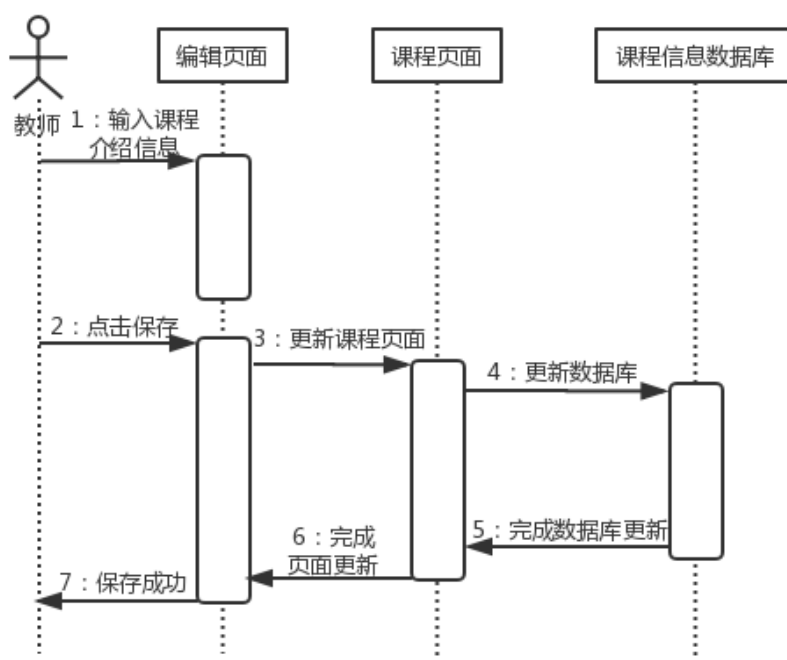 编辑页面
课程页面
课程信息数据库
教师
1：输入课程
介绍信息
2：点击保存
3：更新课程页面
4：更新数据库
5：完成数据库更新
6：完成
页面更新
7：保存成功